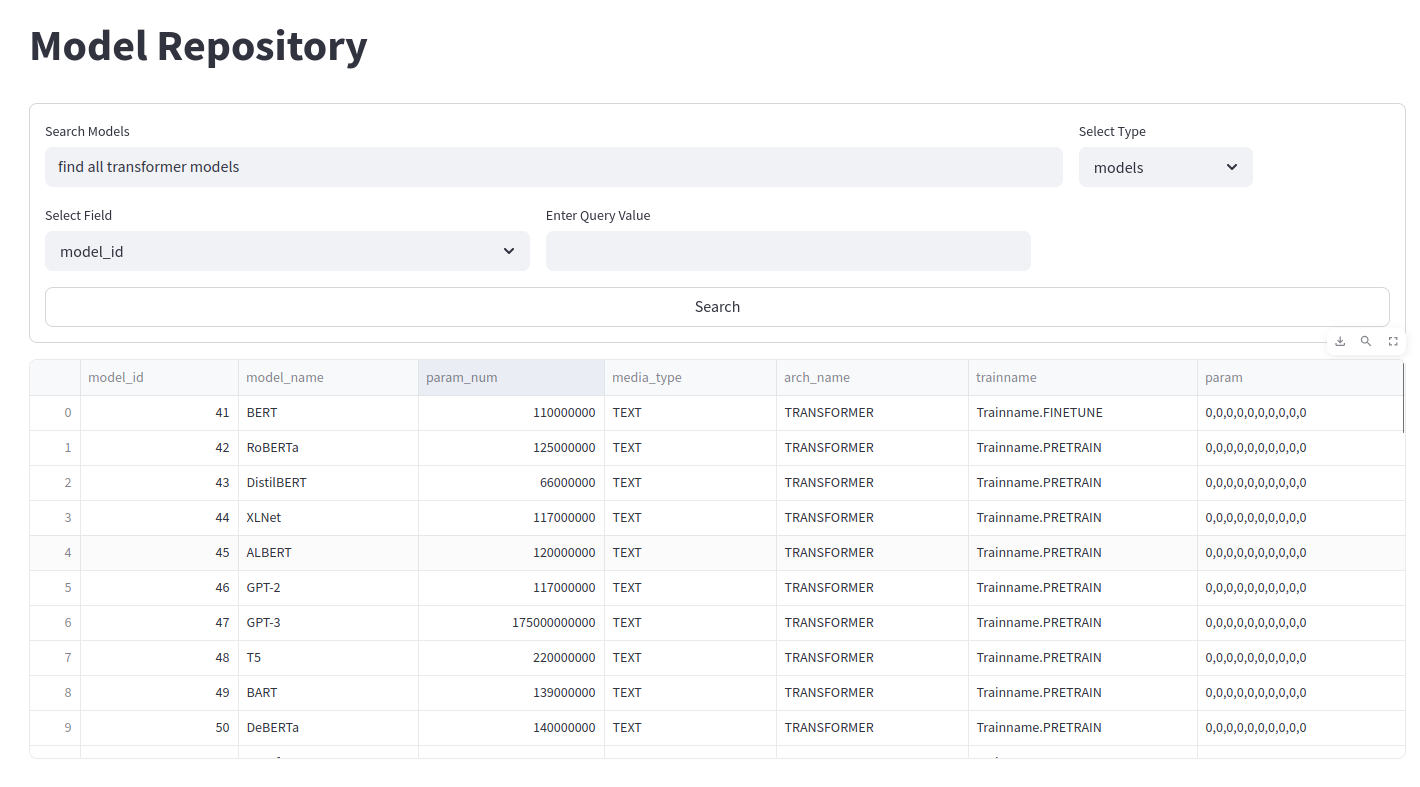 Model Repository
Search Models
Select Type
find all transformer models
models
Select Field
Enter Query Value
model_id
Search
model_id model_name param_num media_type arch_name trainname param
0 41 BERT 110000000 TEXT TRANSFORMER Trainname.FINETUNE 0,0,0,0,0,0,0,0,0,0
1 42 RoBERTa 125000000 TEXT TRANSFORMER Trainname.PRETRAIN 0,0,0,0,0,0,0,0,0,0
2 43 DistilBERT 66000000 TEXT TRANSFORMER Trainname.PRETRAIN 0,0,0,0,0,0,0,0,0,0
3 44 XLNet 117000000 TEXT TRANSFORMER Trainname.PRETRAIN 0,0,0,0,0,0,0,0,0,0
4 45 ALBERT 120000000 TEXT TRANSFORMER Trainname.PRETRAIN 0,0,0,0,0,0,0,0,0,0
5 46 GPT-2 117000000 TEXT TRANSFORMER Trainname.PRETRAIN 0,0,0,0,0,0,0,0,0,0
6 47 GPT-3 175000000000 TEXT TRANSFORMER Trainname.PRETRAIN 0,0,0,0,0,0,0,0,0,0
7 48 T5 220000000 TEXT TRANSFORMER Trainname.PRETRAIN 0,0,0,0,0,0,0,0,0,0
8 49 BART 139000000 TEXT TRANSFORMER Trainname.PRETRAIN 0,0,0,0,0,0,0,0,0,0
9 50 DeBERTa 140000000 TEXT TRANSFORMER Trainname.PRETRAIN 0,0,0,0,0,0,0,0,0,0